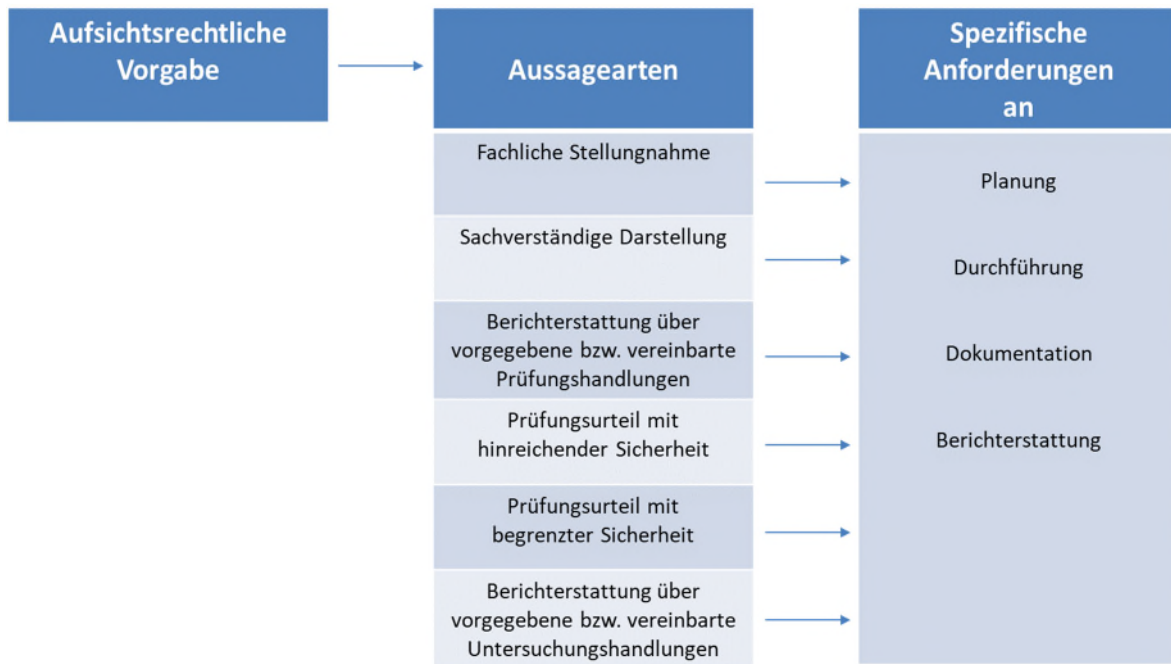 Aufsichtsrechtliche
Vorgabe
Aussagearten
Fachliche Stellungnahme
Sachverständige Darstellung
Berichterstattung über
vorgegebene bzw. vereinbarte
Prüfungshandlungen
Prüfungsurteil mit
hinreichender Sicherheit
Prüfungsurteil mit
begrenzter Sicherheit
Berichterstattung über
vorgegebene bzw. vereinbarte
Untersuchungshandlungen
Spezifische
Anforderungen
an
Planung
Durchführung
Dokumentation
Berichterstattung